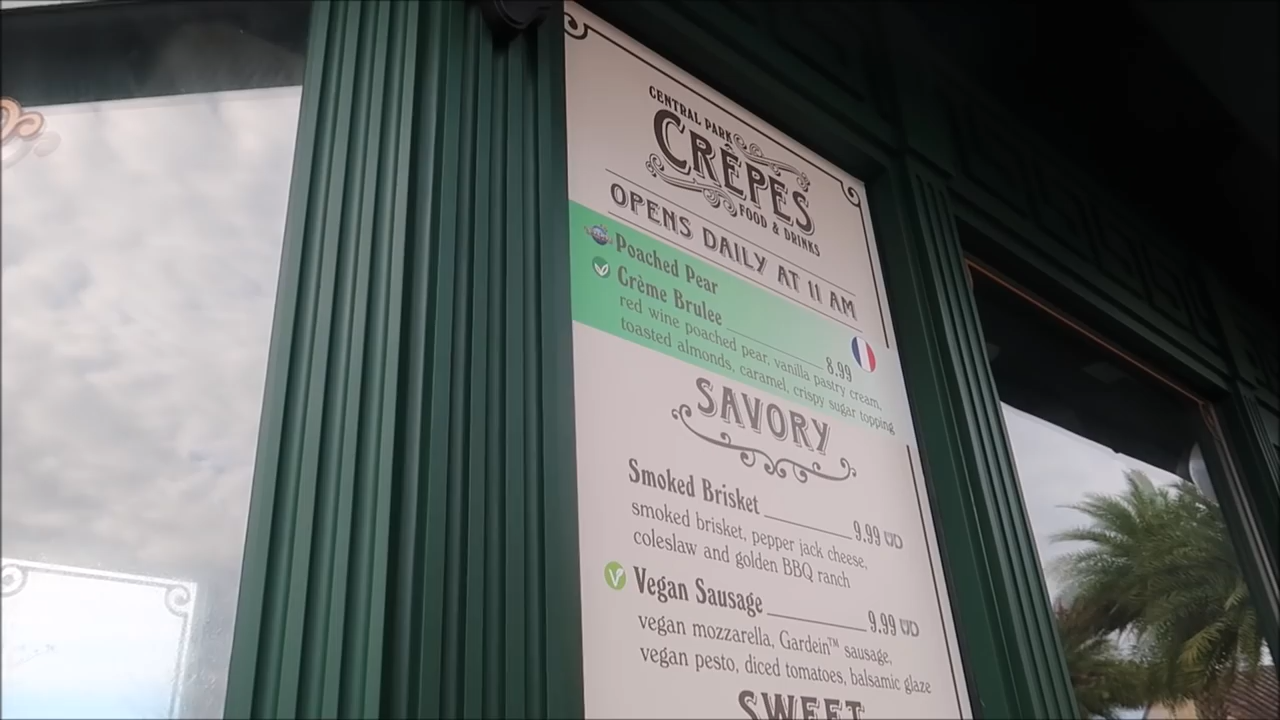 CENTRAL PARK
CRÊPES
FOOD & DRINKS
OPENS DAILY AT 11 AM
Poached Pear
Crème Brulee 8.99
red wine poached pear, vanilla pastry cream,
toasted almonds, caramel, crispy sugar topping
SAVORY
Smoked Brisket 9.99
smoked brisket, pepper jack cheese,
coleslaw and golden BBQ ranch
V Vegan Sausage 9.99
vegan mozzarella, Gardein™ sausage,
vegan pesto, diced tomatoes, balsamic glaze
SWEET